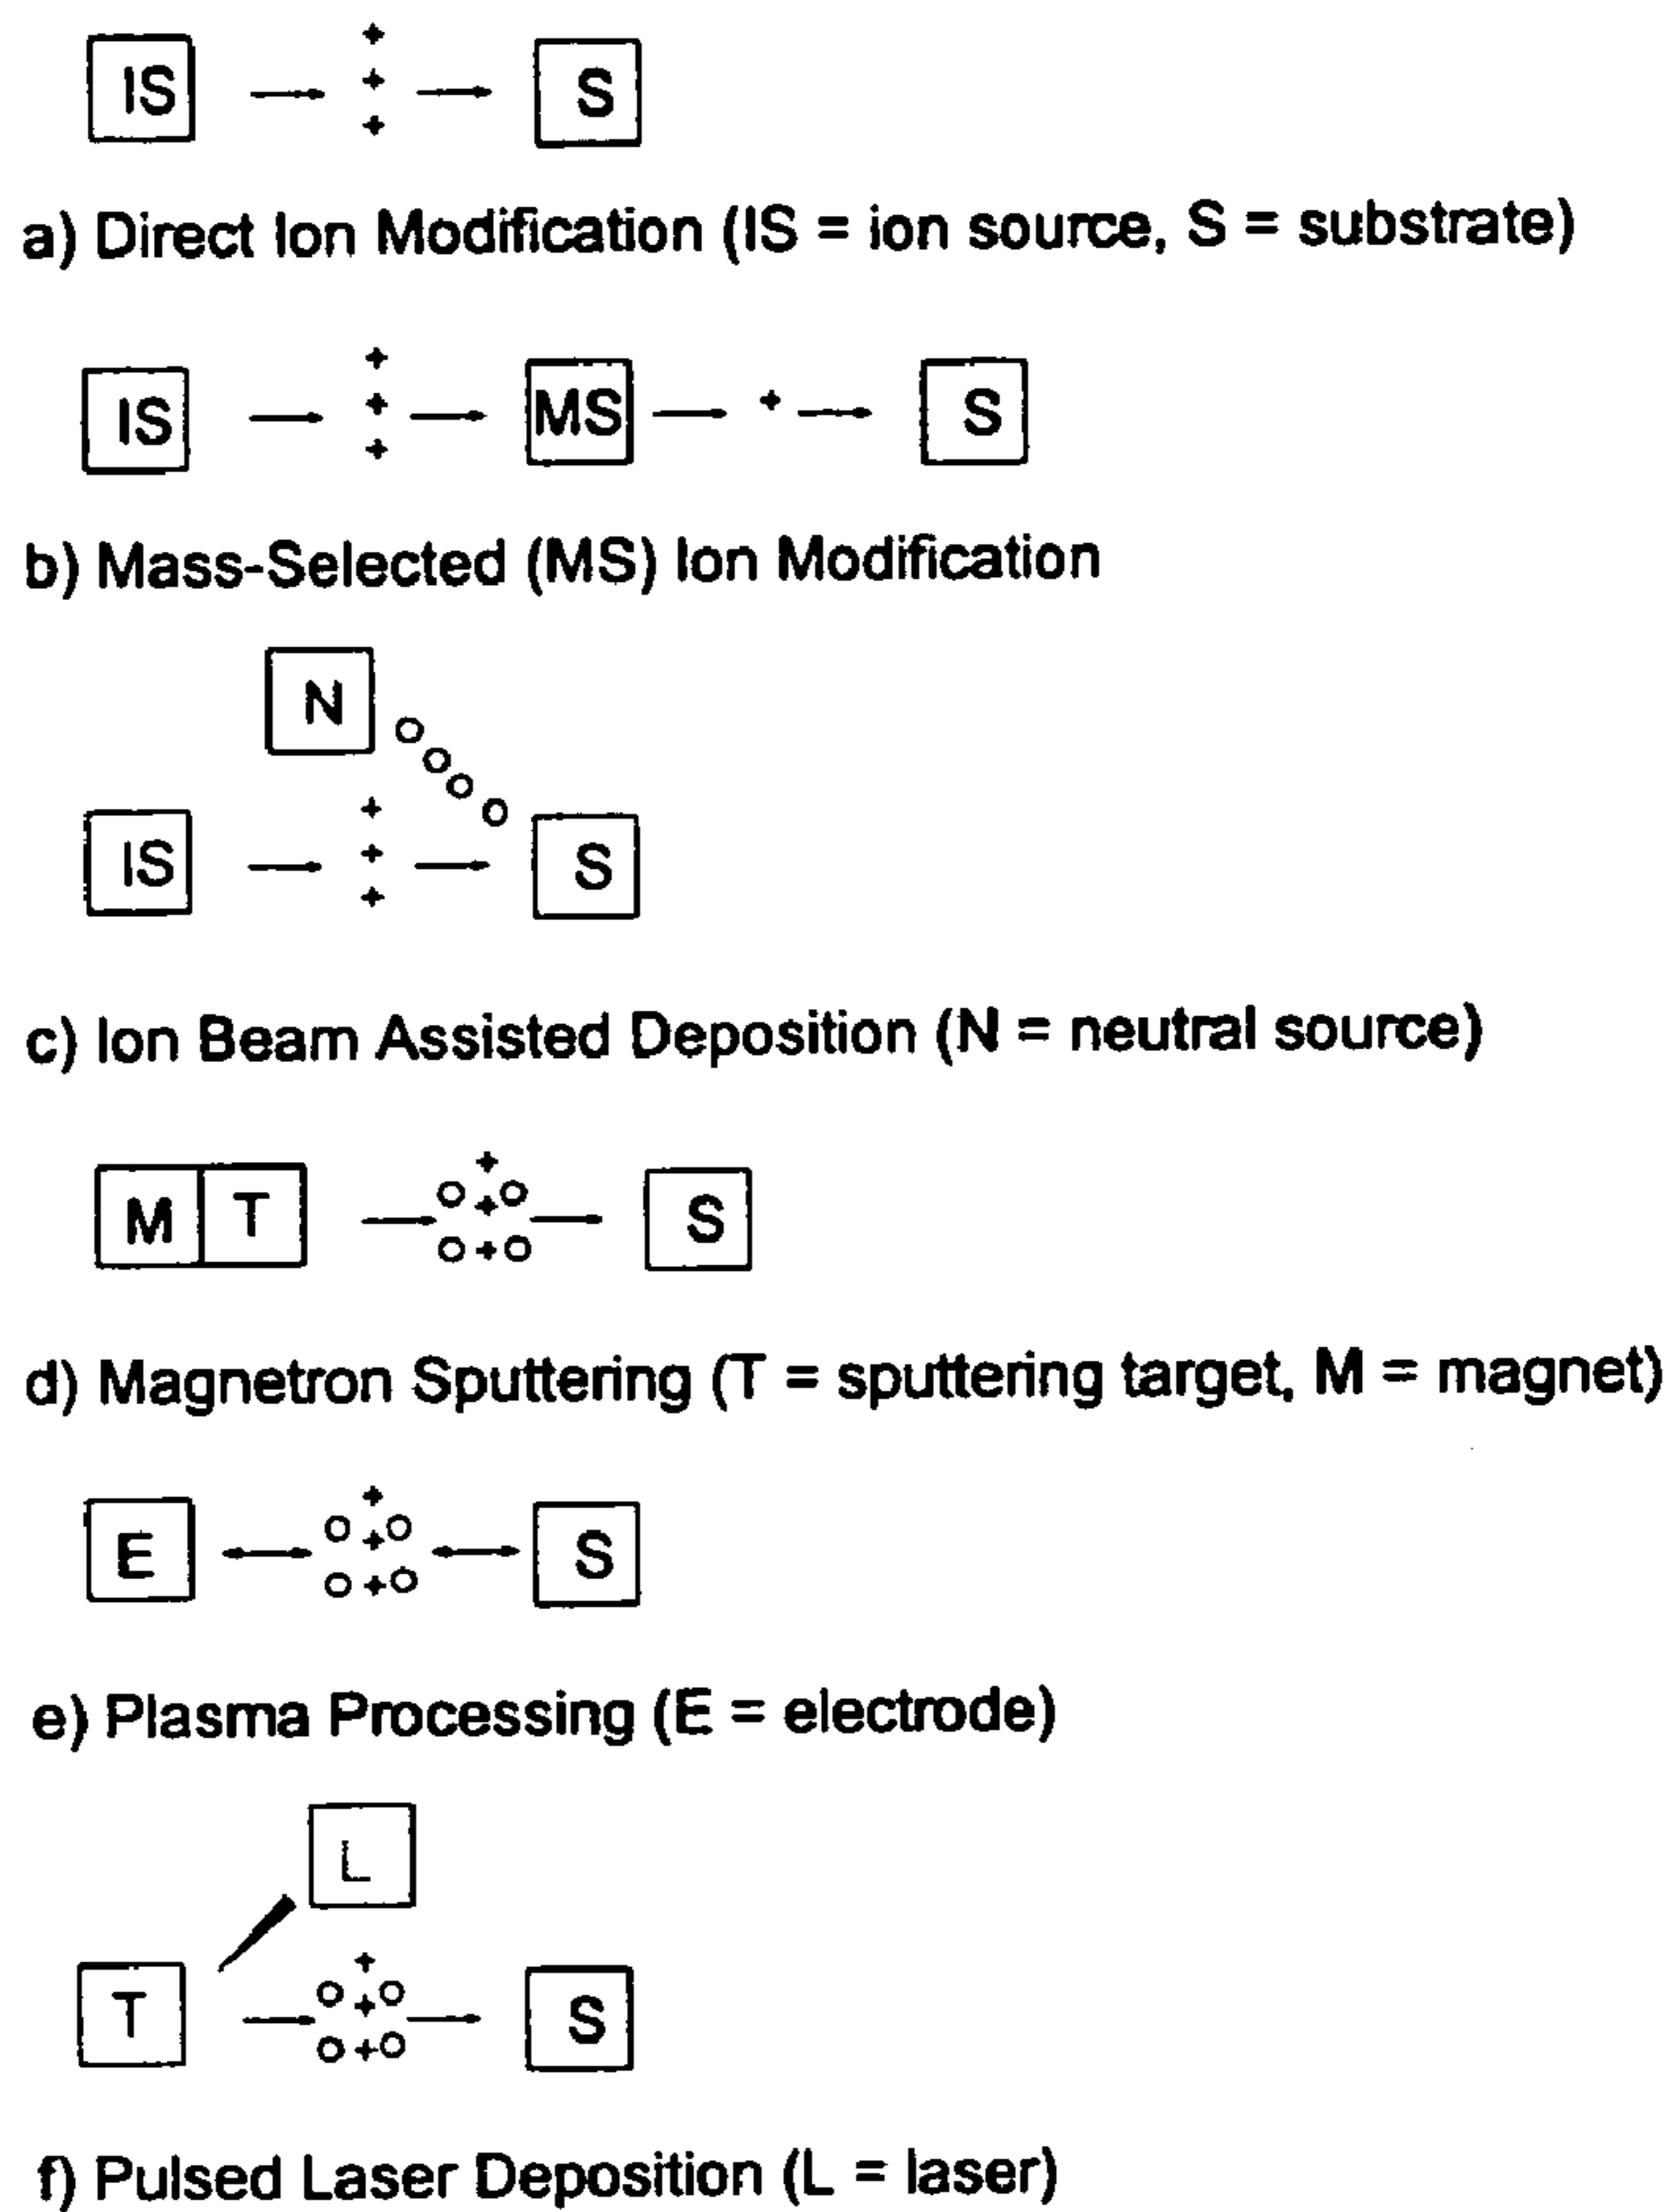 IS S
a) Direct Ion Modification (IS = ion source, S = substrate)
IS MS S
b) Mass-Selected (MS) Ion Modification
N
IS S
c) Ion Beam Assisted Deposition (N = neutral source)
M T S
d) Magnetron Sputtering (T = sputtering target, M = magnet)
E S
e) Plasma Processing (E = electrode)
L
T S
f) Pulsed Laser Deposition (L = laser)